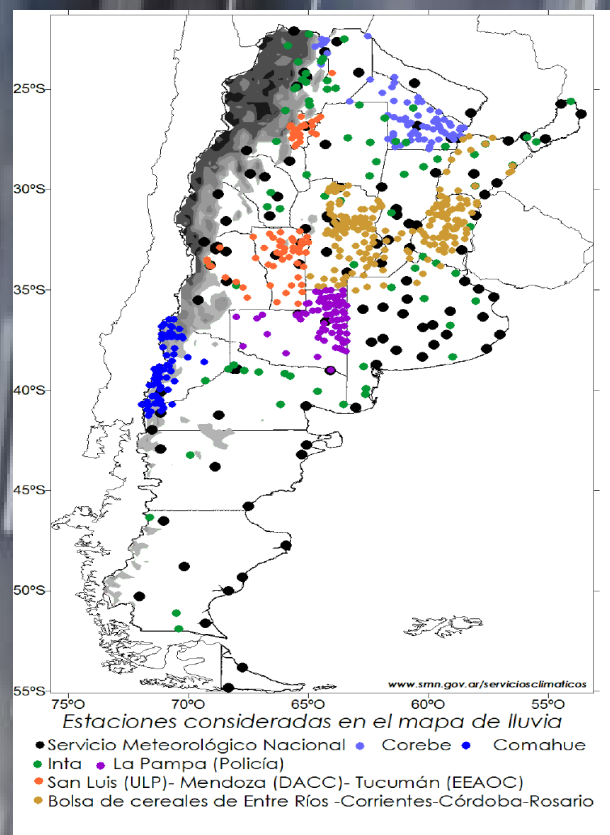 25°S
30°S
35°S
40°S
45°S
50°S
55°S
75°O 70°O 65°O 60°O 55°O
www.smn.gov.ar/serviciosclimaticos
Estaciones consideradas en el mapa de lluvia
Servicio Meteorológico Nacional Corebe Comahue
Inta La Pampa (Policía)
San Luis (ULP)- Mendoza (DACC)- Tucumán (EEAOC)
Bolsa de cereales de Entre Ríos -Corrientes-Córdoba-Rosario